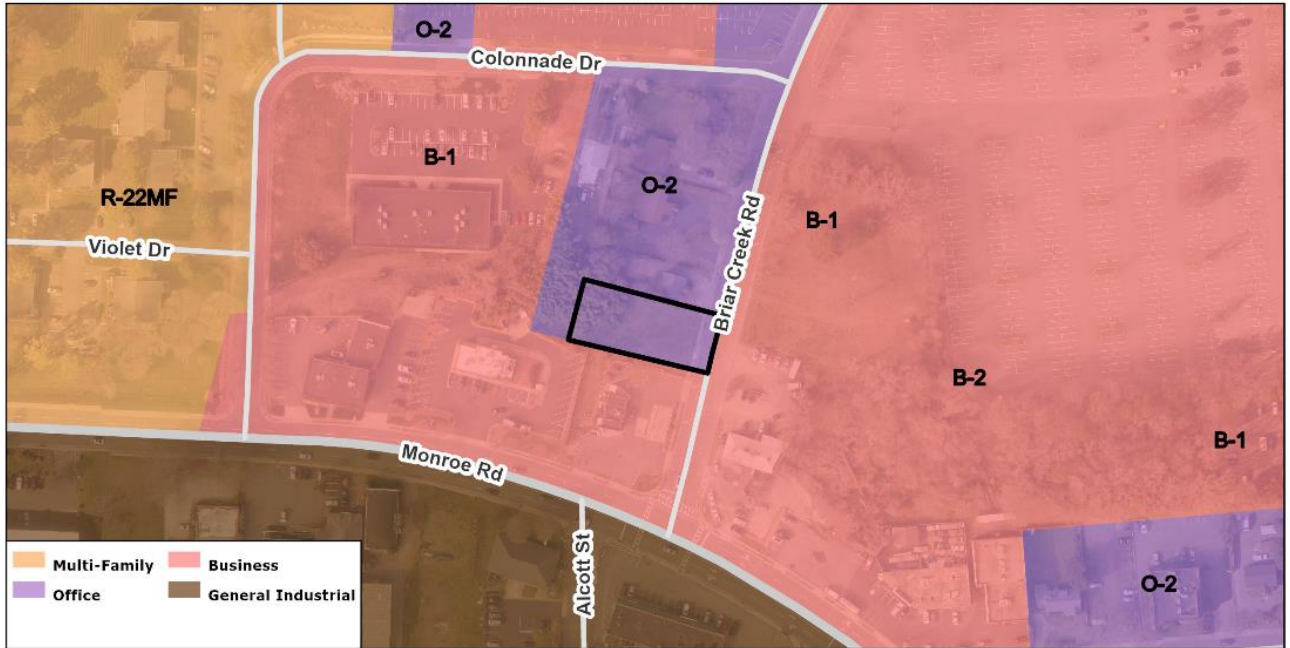 O-2
Colonnade Dr
B-1
O-2
R-22MF
B-1
Violet Dr
Briar Creek Rd
B-2
B-1
Monroe Rd
Alcott St
O-2
Multi-Family
Business
Office
General Industrial